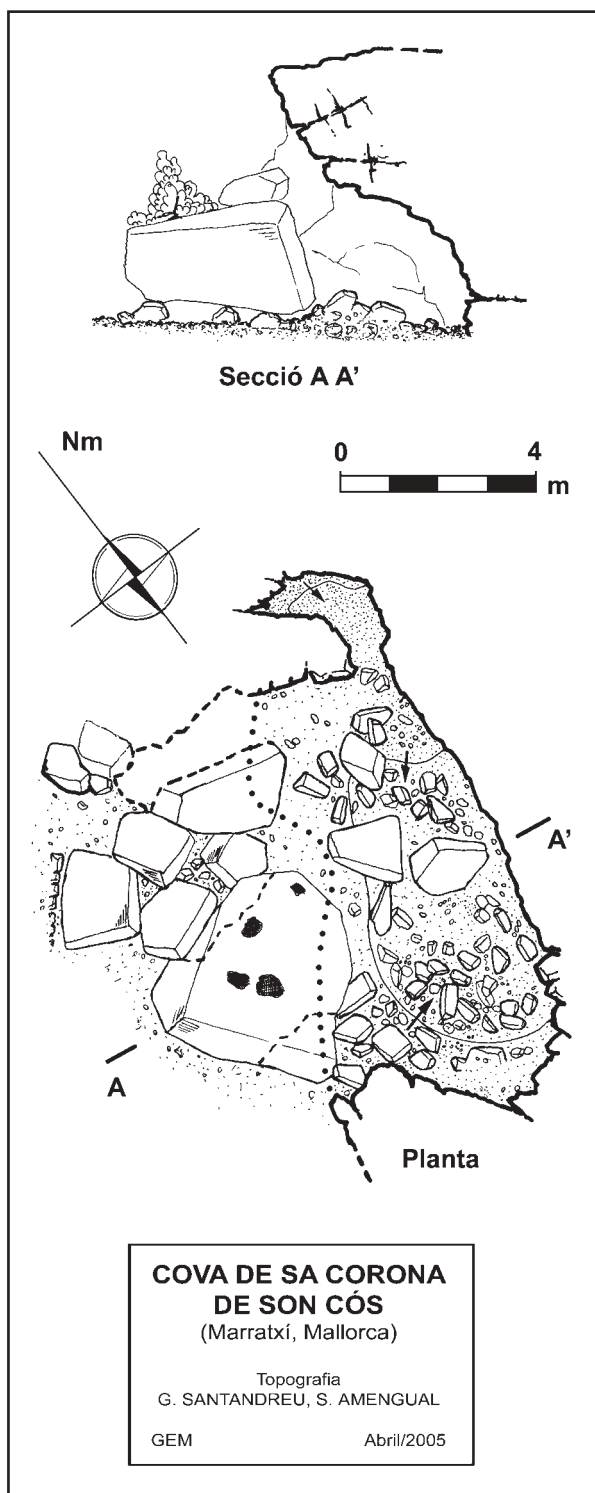 Secció A A’
Nm
0 4
m
A’
A
Planta
COVA DE SA CORONA
DE SON CÓS
(Marratxí, Mallorca)
Topografia
G. SANTANDREU, S. AMENGUAL
GEM Abril/2005